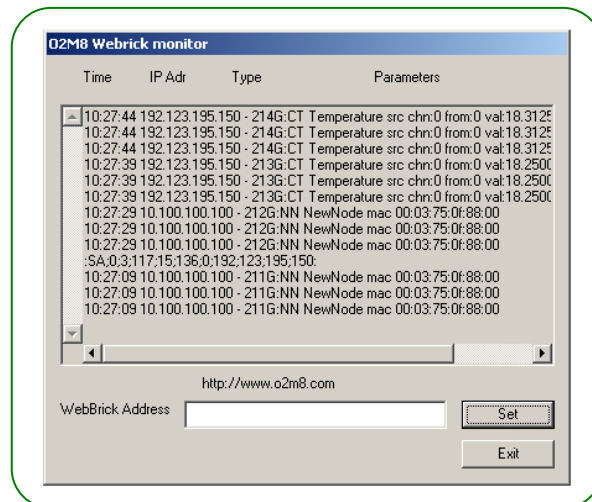 O2M8 Webrick monitor
Time IP Adr Type Parameters
10:27:44 192.123.195.150 - 214G:CT Temperature src chn:0 from:0 val:18.3125
10:27:44 192.123.195.150 - 214G:CT Temperature src chn:0 from:0 val:18.3125
10:27:44 192.123.195.150 - 214G:CT Temperature src chn:0 from:0 val:18.3125
10:27:39 192.123.195.150 - 213G:CT Temperature src chn:0 from:0 val:18.2500
10:27:39 192.123.195.150 - 213G:CT Temperature src chn:0 from:0 val:18.2500
10:27:39 192.123.195.150 - 213G:CT Temperature src chn:0 from:0 val:18.2500
10:27:29 10.100.100.100 - 212G:NN NewNode mac 00:03:75:0f:88:00
10:27:29 10.100.100.100 - 212G:NN NewNode mac 00:03:75:0f:88:00
10:27:29 10.100.100.100 - 212G:NN NewNode mac 00:03:75:0f:88:00
:SA;0;3;117;15;136;0;192;123;195;150:
10:27:09 10.100.100.100 - 211G:NN NewNode mac 00:03:75:0f:88:00
10:27:09 10.100.100.100 - 211G:NN NewNode mac 00:03:75:0f:88:00
10:27:09 10.100.100.100 - 211G:NN NewNode mac 00:03:75:0f:88:00
http://www.o2m8.com
WebBrick Address
Set
Exit